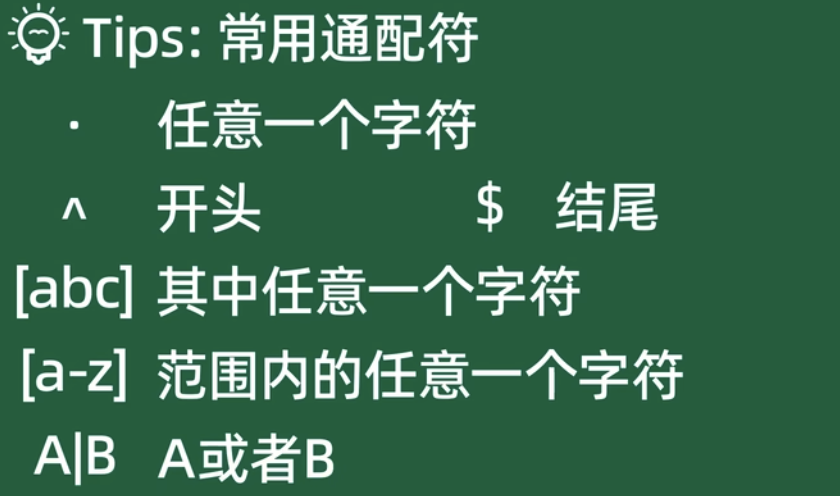 Tips: 常用通配符
. 任意一个字符
^ 开头 $ 结尾
[abc] 其中任意一个字符
[a-z] 范围内的任意一个字符
A|B A或者B